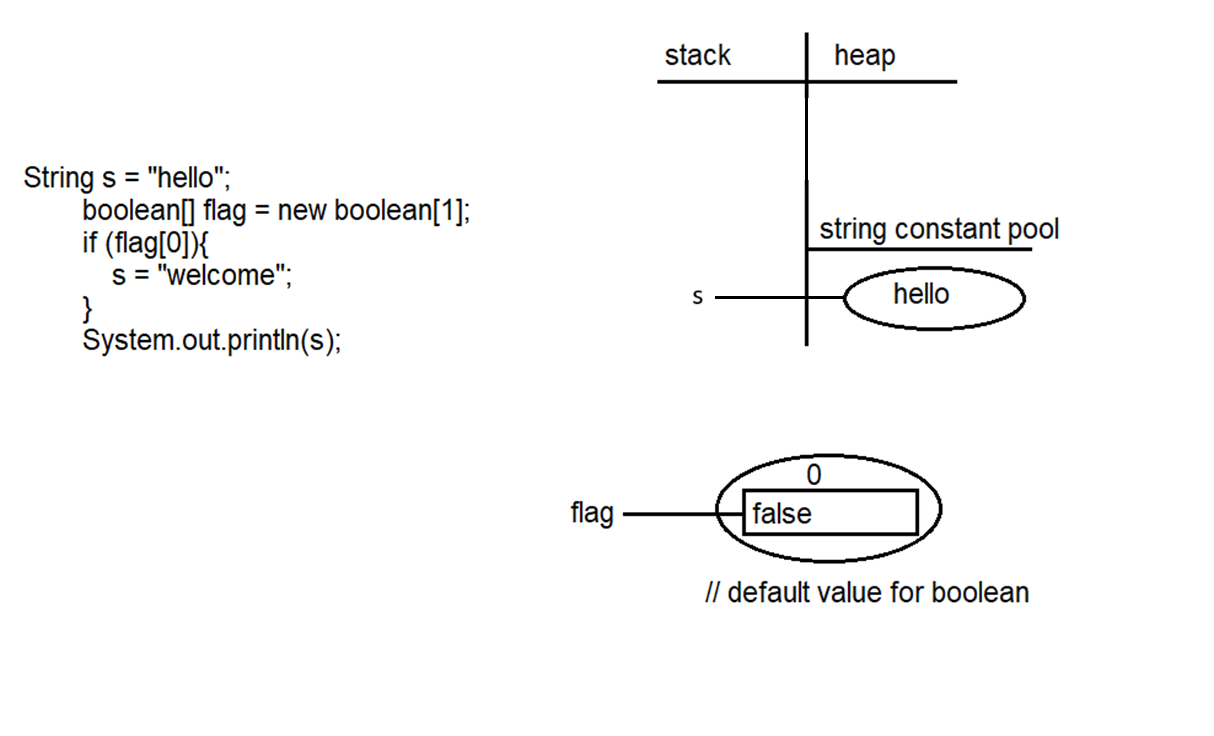 stack
heap
String s = "hello";
boolean[] flag = new boolean[1];
if (flag[0]){
s = "welcome";
}
System.out.println(s);
string constant pool
s
hello
0
flag
false
// default value for boolean